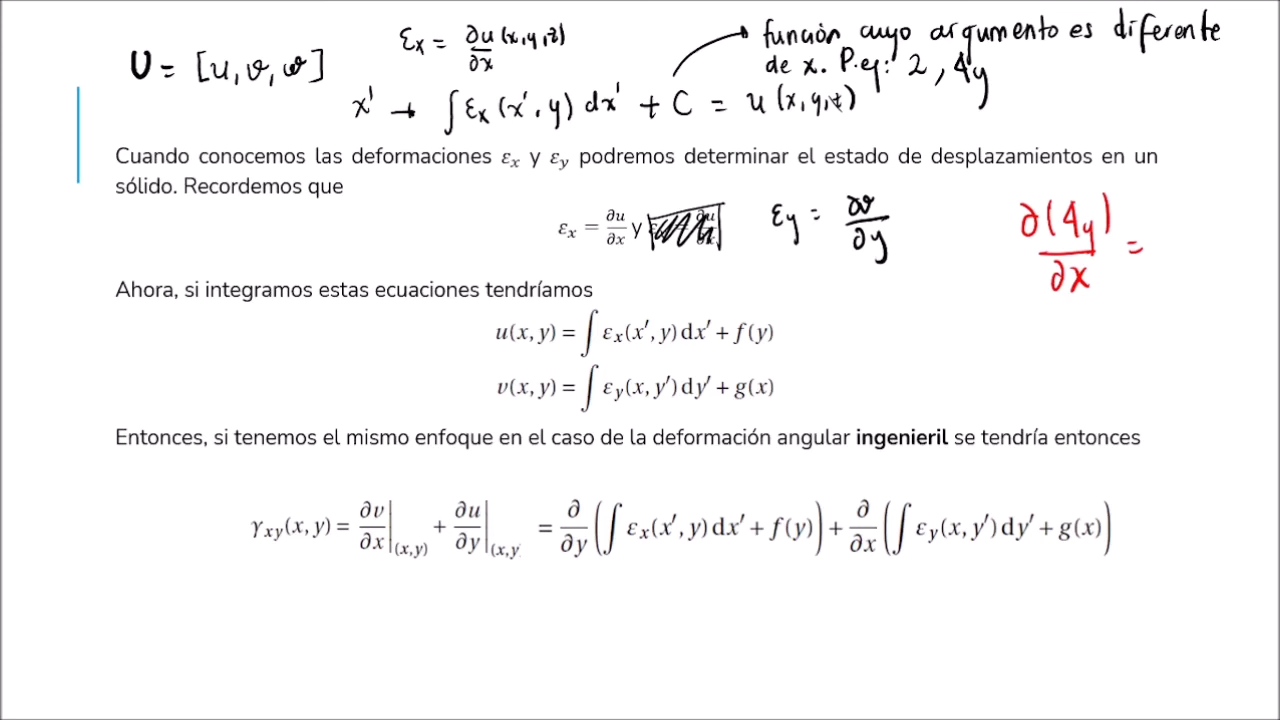 U = [u, v, w]
εx = ∂u(x,y,z)/∂x
función cuyo argumento es diferente
de x. P.ej: 2, 4y
x' → ∫ εx (x', y) dx' + C = u (x, y, z)
Cuando conocemos las deformaciones εx y εy podremos determinar el estado de desplazamientos en un
sólido. Recordemos que
εx = ∂u/∂x y
εy = ∂v/∂y
∂(4y)/∂x =
Ahora, si integramos estas ecuaciones tendríamos
u(x, y) = ∫ εx(x', y) dx' + f(y)
v(x, y) = ∫ εy(x, y') dy' + g(x)
Entonces, si tenemos el mismo enfoque en el caso de la deformación angular ingenieril se tendría entonces
γxy(x, y) = ∂v/∂x|(x,y) + ∂u/∂y|(x,y = ∂/∂y (∫ εx(x', y) dx' + f(y)) + ∂/∂x (∫ εy(x, y') dy' + g(x))